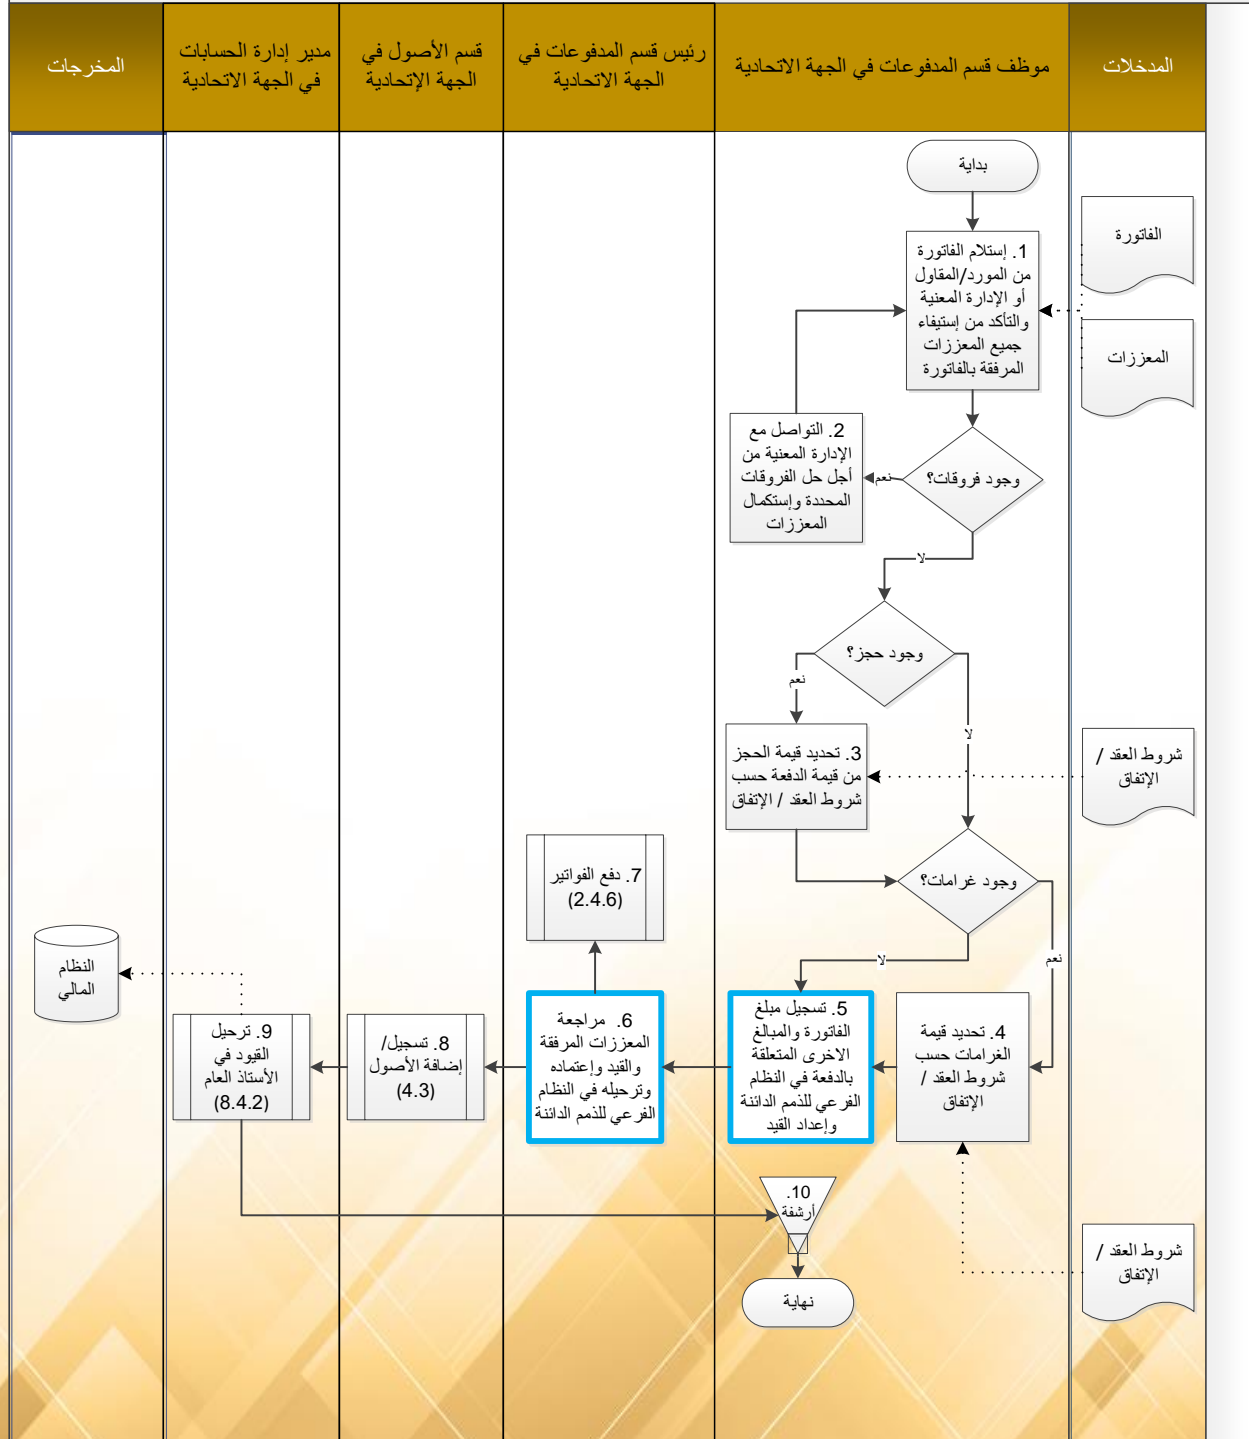 المدخلات
موظف قسم المدفوعات في الجهة الاتحادية
رئيس قسم المدفوعات في
الجهة الاتحادية
قسم الأصول في
الجهة الإتحادية
مدير إدارة الحسابات
في الجهة الاتحادية
المخرجات
بداية
الفاتورة
1. إستلام الفاتورة
من المورد/المقاول
أو الإدارة المعنية
والتأكد من إستيفاء
جميع المعززات
المرفقة بالفاتورة
المعززات
2. التواصل مع
الإدارة المعنية من
أجل حل الفروقات
المحددة وإستكمال
المعززات
وجود فروقات؟
نعم
لا
وجود حجز؟
نعم
لا
شروط العقد /
الإتفاق
3. تحديد قيمة الحجز
من قيمة الدفعة حسب
شروط العقد / الإتفاق
وجود غرامات؟
نعم
لا
7. دفع الفواتير
(2.4.6)
النظام
المالي
4. تحديد قيمة
الغرامات حسب
شروط العقد /
الإتفاق
5. تسجيل مبلغ
الفاتورة والمبالغ
الاخرى المتعلقة
بالدفعة في النظام
الفرعي للذمم الدائنة
وإعداد القيد
6. مراجعة
المعززات المرفقة
والقيد وإعتماده
وترحيله في النظام
الفرعي للذمم الدائنة
8. تسجيل/
إضافة الأصول
(4.3)
9. ترحيل
القيود في
الأستاذ العام
(8.4.2)
10.
أرشفة
شروط العقد /
الإتفاق
نهاية